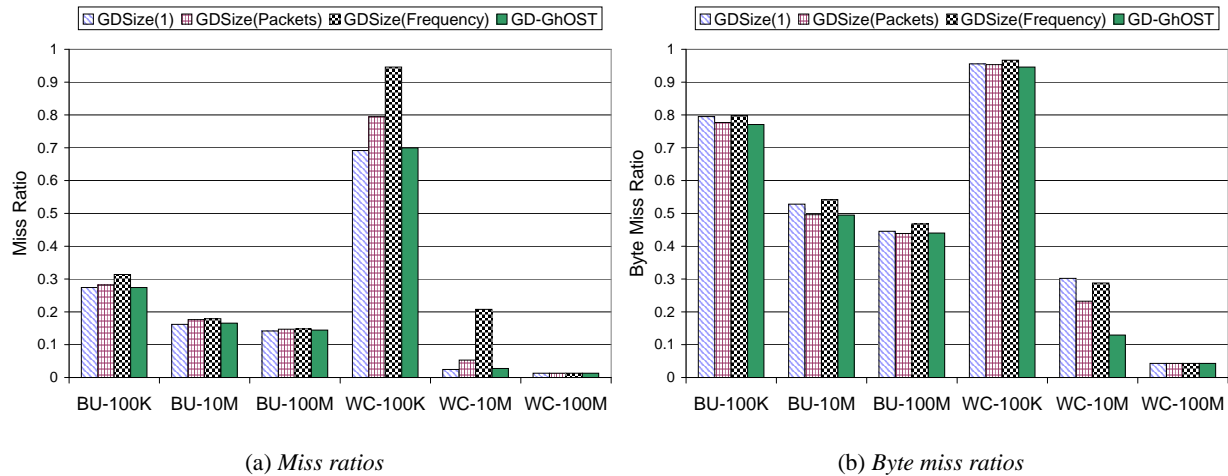 GDSize(1) GDSize(Packets) GDSize(Frequency) GD-GhOST
1
0.9
0.8
0.7
0.6
0.5
0.4
0.3
0.2
0.1
0
Miss Ratio
BU-100K BU-10M BU-100M WC-100K WC-10M WC-100M
(a) Miss ratios
GDSize(1) GDSize(Packets) GDSize(Frequency) GD-GhOST
1
0.9
0.8
0.7
0.6
0.5
0.4
0.3
0.2
0.1
0
Byte Miss Ratio
BU-100K BU-10M BU-100M WC-100K WC-10M WC-100M
(b) Byte miss ratios